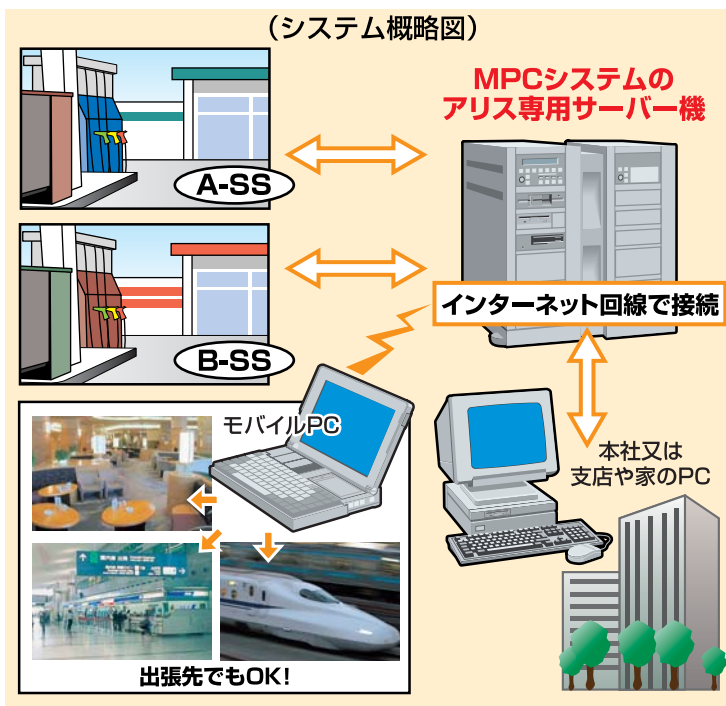 (システム概略図)
MPCシステムの
アリス専用サーバー機
A-SS
B-SS
インターネット回線で接続
モバイルPC
本社又は
支店や家のPC
出張先でもOK!